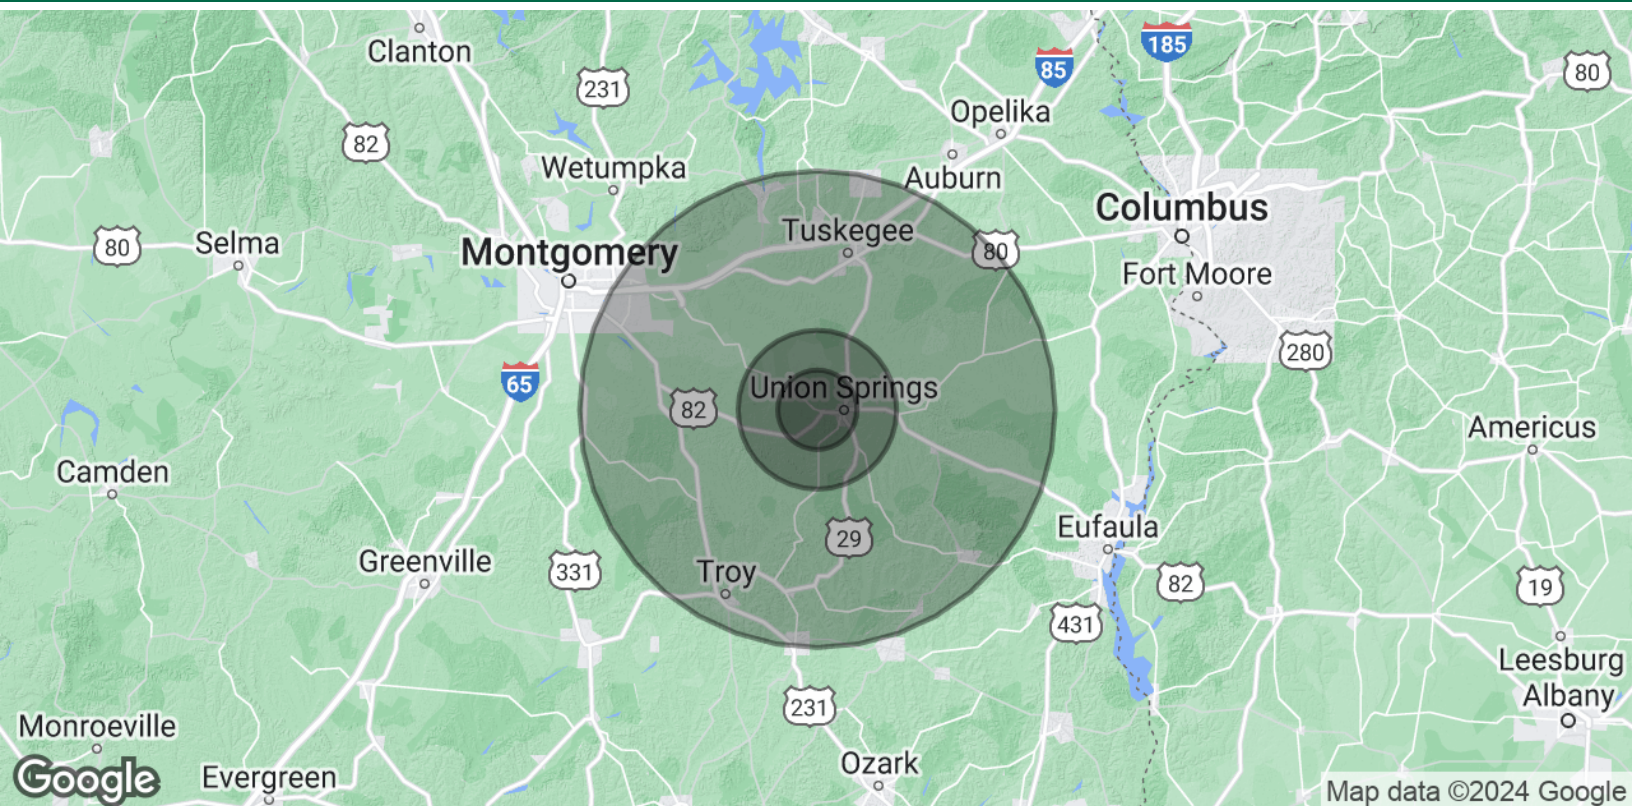 Clanton
231
85
185
80
82
Opelika
Wetumpka
Auburn
Columbus
80
Selma
Montgomery
Tuskegee
80
Fort Moore
280
65
Union Springs
82
Americus
Camden
29
Eufaula
Greenville
331
Troy
82
19
431
Leesburg
Albany
231
Monroeville
Ozark
Google
Evergreen
Map data ©2024 Google